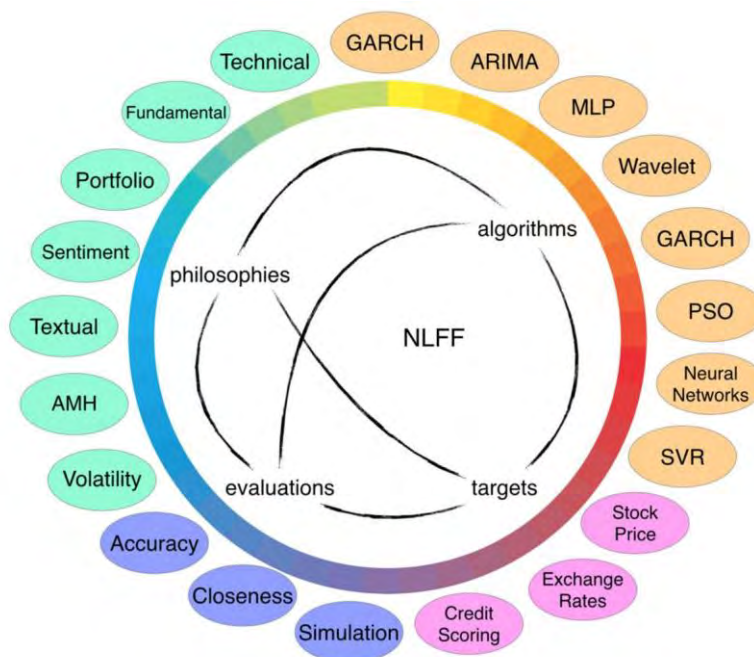 GARCH
Technical
ARIMA
Fundamental
MLP
Portfolio
Wavelet
Sentiment
algorithms
GARCH
philosophies
Textual
NLFF
PSO
AMH
Neural
Networks
Volatility
evaluations
targets
SVR
Accuracy
Stock
Price
Closeness
Exchange
Rates
Simulation
Credit
Scoring